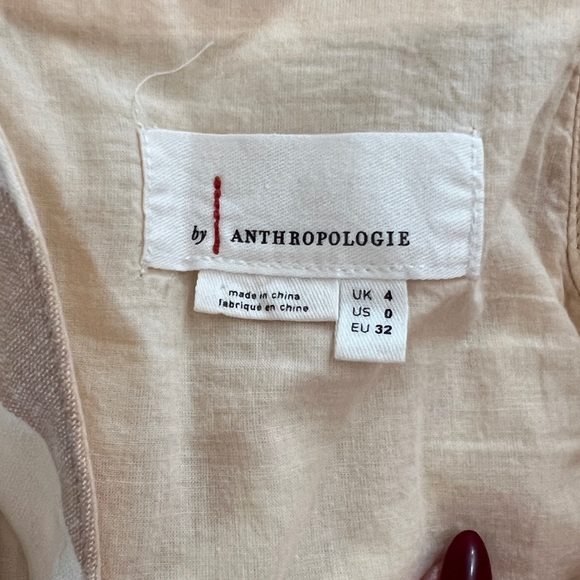 by ANTHROPOLOGIE
made in china
fabriqué en chine
UK 4
US 0
EU 32